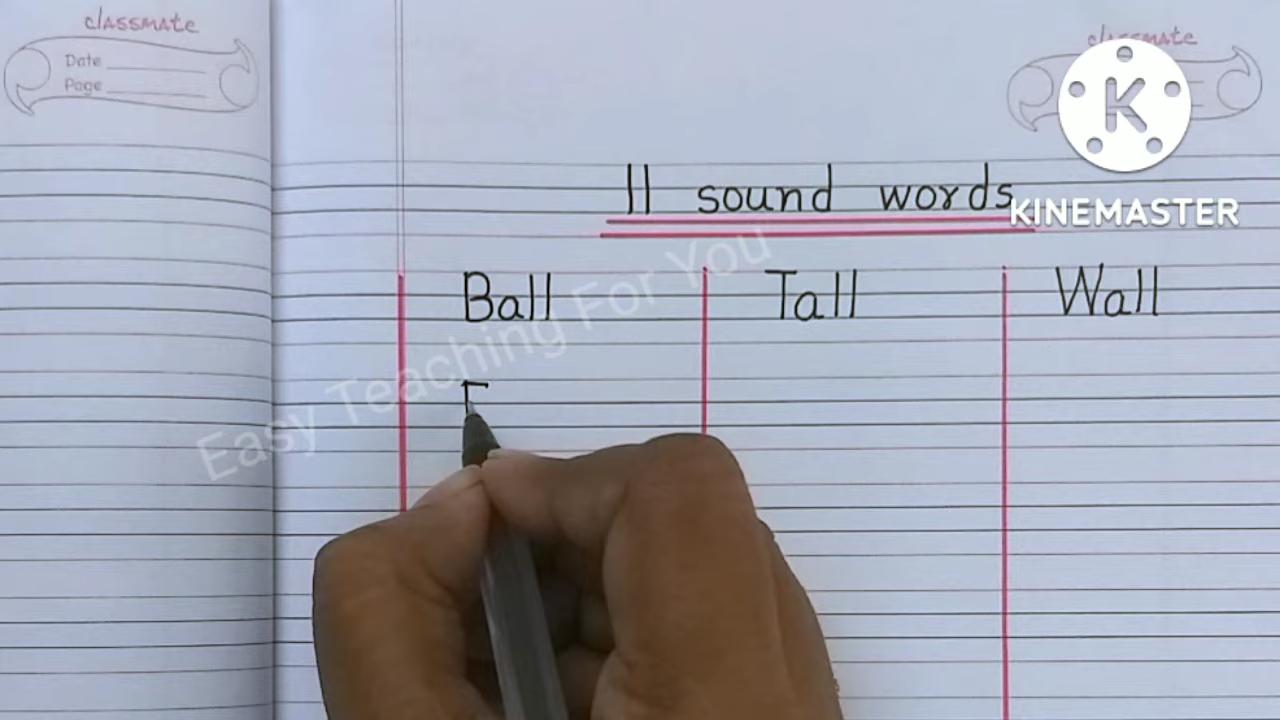 classmate
Date
Page
classmate
KINEMASTER
ll sound words
Ball Tall Wall
Easy Teaching For You